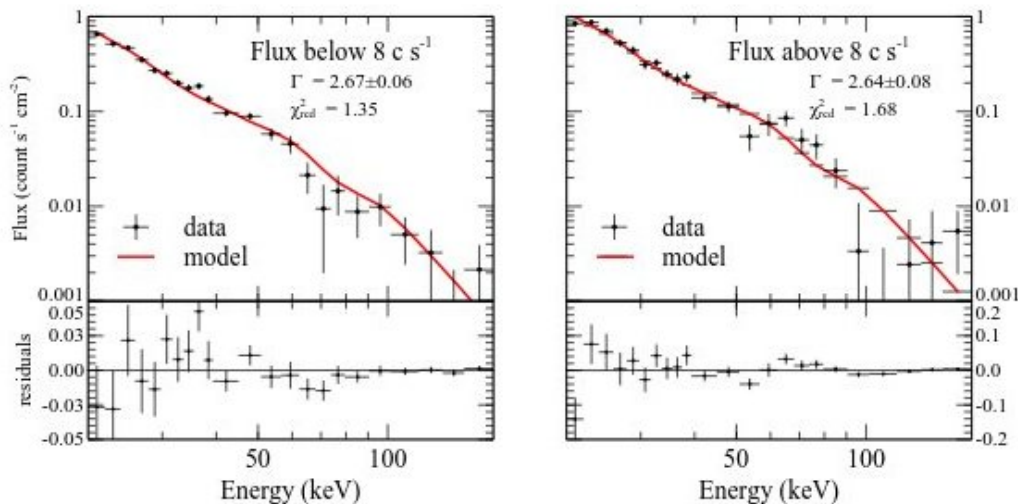 Flux below 8 c s⁻¹
Γ = 2.67±0.06
χ²red = 1.35
data
model
Flux (count s⁻¹ cm⁻²)
1
0.1
0.01
0.001
residuals
0.05
0.03
0.00
-0.03
-0.05
50
100
Energy (keV)
Flux above 8 c s⁻¹
Γ = 2.64±0.08
χ²red = 1.68
data
model
1
0.1
0.01
0.001
0.2
0.1
0.0
-0.1
-0.2
50
100
Energy (keV)